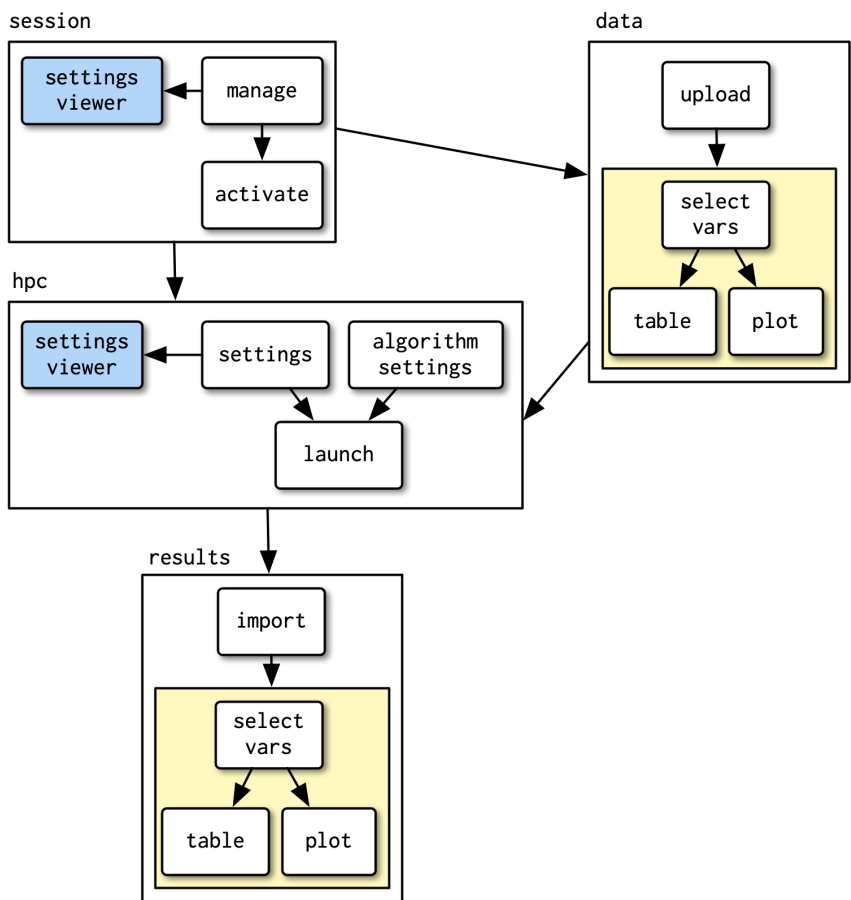 session
settings
viewer
manage
activate
data
upload
select
vars
table
plot
hpc
settings
viewer
settings
algorithm
settings
launch
results
import
select
vars
table
plot